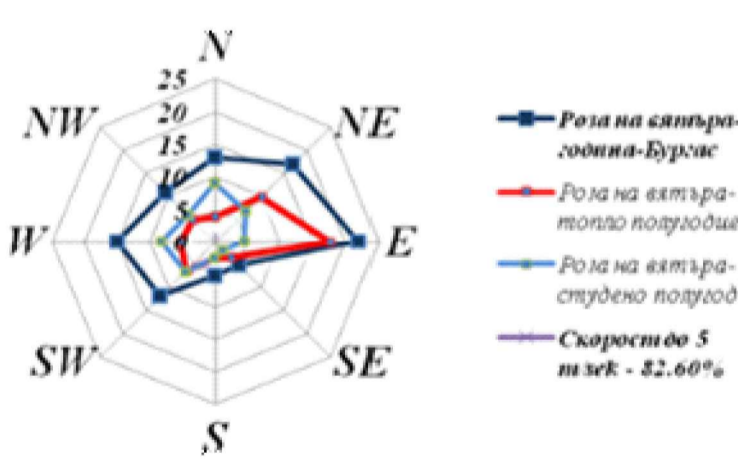 N
25
20
15
10
5
0
NW
NE
W
E
SW
SE
S
Роза на вятъра-
година-Бургас
Роза на вятъра-
топло полугодие
Роза на вятъра-
студено полугод
Скорост до 5
m/sek - 82.60%